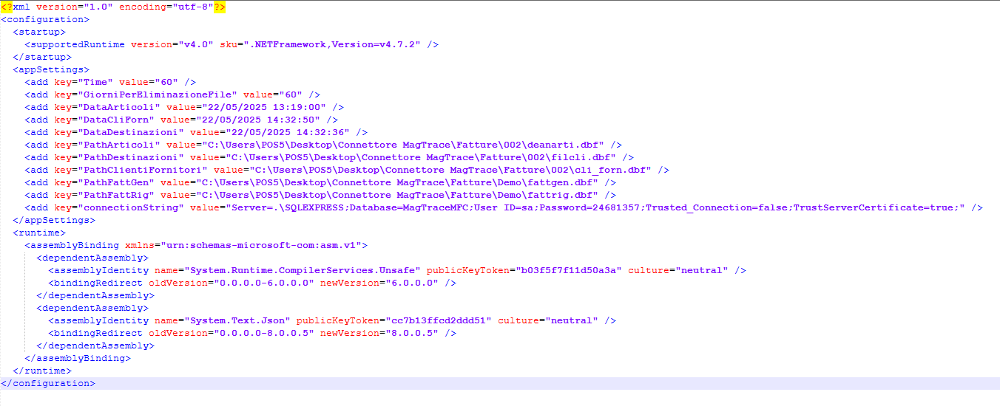 <?xml version="1.0" encoding="utf-8"?>
<configuration>
<startup>
<supportedRuntime version="v4.0" sku=".NETFramework,Version=v4.7.2" />
</startup>
<appSettings>
<add key="Time" value="60" />
<add key="GiorniPerEliminazioneFile" value="60" />
<add key="DataArticoli" value="22/05/2025 13:19:00" />
<add key="DataCliForn" value="22/05/2025 14:32:50" />
<add key="DataDestinazioni" value="22/05/2025 14:32:36" />
<add key="PathArticoli" value="C:\Users\POS5\Desktop\Connettore MagTrace\Fatture\002\deanarti.dbf" />
<add key="PathDestinazioni" value="C:\Users\POS5\Desktop\Connettore MagTrace\Fatture\002\filcli.dbf" />
<add key="PathClientiFornitori" value="C:\Users\POS5\Desktop\Connettore MagTrace\Fatture\002\cli_forn.dbf" />
<add key="PathFattGen" value="C:\Users\POS5\Desktop\Connettore MagTrace\Fatture\Demo\fattgen.dbf" />
<add key="PathFattRig" value="C:\Users\POS5\Desktop\Connettore MagTrace\Fatture\Demo\fattrig.dbf" />
<add key="connectionString" value="Server=.\SQLEXPRESS;Database=MagTraceMFC;User ID=sa;Password=24681357;Trusted_Connection=false;TrustServerCertificate=true;" />
</appSettings>
<runtime>
<assemblyBinding xmlns="urn:schemas-microsoft-com:asm.v1">
<dependentAssembly>
<assemblyIdentity name="System.Runtime.CompilerServices.Unsafe" publicKeyToken="b03f5f7f11d50a3a" culture="neutral" />
<bindingRedirect oldVersion="0.0.0.0-6.0.0.0" newVersion="6.0.0.0" />
</dependentAssembly>
<dependentAssembly>
<assemblyIdentity name="System.Text.Json" publicKeyToken="cc7b13ffcd2ddd51" culture="neutral" />
<bindingRedirect oldVersion="0.0.0.0-8.0.0.5" newVersion="8.0.0.5" />
</dependentAssembly>
</assemblyBinding>
</runtime>
</configuration>